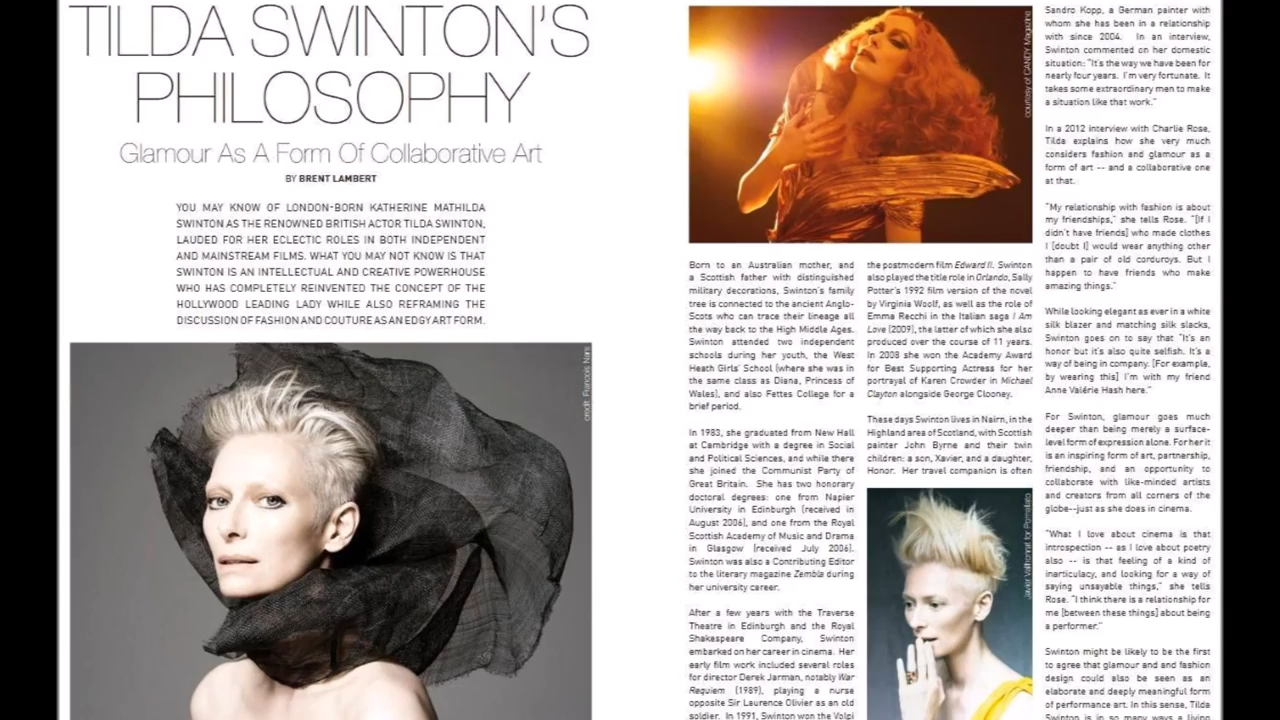 TILDA SWINTON'S
PHILOSOPHY
Glamour As A Form Of Collaborative Art
BY BRENT LAMBERT
YOU MAY KNOW OF LONDON-BORN KATHERINE MATHILDA
SWINTON AS THE RENOWNED BRITISH ACTOR TILDA SWINTON,
LAUDED FOR HER ECLECTIC ROLES IN BOTH INDEPENDENT
AND MAINSTREAM FILMS. WHAT YOU MAY NOT KNOW IS THAT
SWINTON IS AN INTELLECTUAL AND CREATIVE POWERHOUSE
WHO HAS COMPLETELY REINVENTED THE CONCEPT OF THE
HOLLYWOOD LEADING LADY WHILE ALSO REFRAMING THE
DISCUSSION OF FASHION AND COUTURE AS AN EDGY ART FORM.
credit: Francois Nars
courtesy of CANDY Magazine
Born to an Australian mother, and
a Scottish father with distinguished
military decorations, Swinton's family
tree is connected to the ancient Anglo-
Scots who can trace their lineage all
the way back to the High Middle Ages.
Swinton attended two independent
schools during her youth, the West
Heath Girls' School (where she was in
the same class as Diana, Princess of
Wales), and also Fettes College for a
brief period.
In 1983, she graduated from New Hall
at Cambridge with a degree in Social
and Political Sciences, and while there
she joined the Communist Party of
Great Britain. She has two honorary
doctoral degrees: one from Napier
University in Edinburgh (received in
August 2006), and one from the Royal
Scottish Academy of Music and Drama
in Glasgow (received July 2006).
Swinton was also a Contributing Editor
to the literary magazine Zembla during
her university career.
After a few years with the Traverse
Theatre in Edinburgh and the Royal
Shakespeare Company, Swinton
embarked on her career in cinema. Her
early film work included several roles
for director Derek Jarman, notably War
Requiem (1989), playing a nurse
opposite Sir Laurence Olivier as an old
soldier. In 1991, Swinton won the Volpi
the postmodern film Edward II. Swinton
also played the title role in Orlando, Sally
Potter's 1992 film version of the novel
by Virginia Woolf, as well as the role of
Emma Recchi in the Italian saga I Am
Love (2009), the latter of which she also
produced over the course of 11 years.
In 2008 she won the Academy Award
for Best Supporting Actress for her
portrayal of Karen Crowder in Michael
Clayton alongside George Clooney.
These days Swinton lives in Nairn, in the
Highland area of Scotland, with Scottish
painter John Byrne and their twin
children: a son, Xavier, and a daughter,
Honor. Her travel companion is often
Javier Vallhonrat for Pomellato
Sandro Kopp, a German painter with
whom she has been in a relationship
with since 2004. In an interview,
Swinton commented on her domestic
situation: "It's the way we have been for
nearly four years. I'm very fortunate. It
takes some extraordinary men to make
a situation like that work."
In a 2012 interview with Charlie Rose,
Tilda explains how she very much
considers fashion and glamour as a
form of art -- and a collaborative one
at that.
"My relationship with fashion is about
my friendships," she tells Rose. "[If I
didn't have friends] who made clothes
I [doubt I] would wear anything other
than a pair of old corduroys. But I
happen to have friends who make
amazing things."
While looking elegant as ever in a white
silk blazer and matching silk slacks,
Swinton goes on to say that "It's an
honor but it's also quite selfish. It's a
way of being in company. [For example,
by wearing this] I'm with my friend
Anne Valérie Hash here."
For Swinton, glamour goes much
deeper than being merely a surface-
level form of expression alone. For her it
is an inspiring form of art, partnership,
friendship, and an opportunity to
collaborate with like-minded artists
and creators from all corners of the
globe--just as she does in cinema.
"What I love about cinema is that
introspection -- as I love about poetry
also -- is that feeling of a kind of
inarticulacy, and looking for a way of
saying unsayable things," she tells
Rose. "I think there is a relationship for
me [between these things] about being
a performer."
Swinton might be likely to be the first
to agree that glamour and and fashion
design could also be seen as an
elaborate and deeply meaningful form
of performance art. In this sense, Tilda
Swinton is in so many ways a living